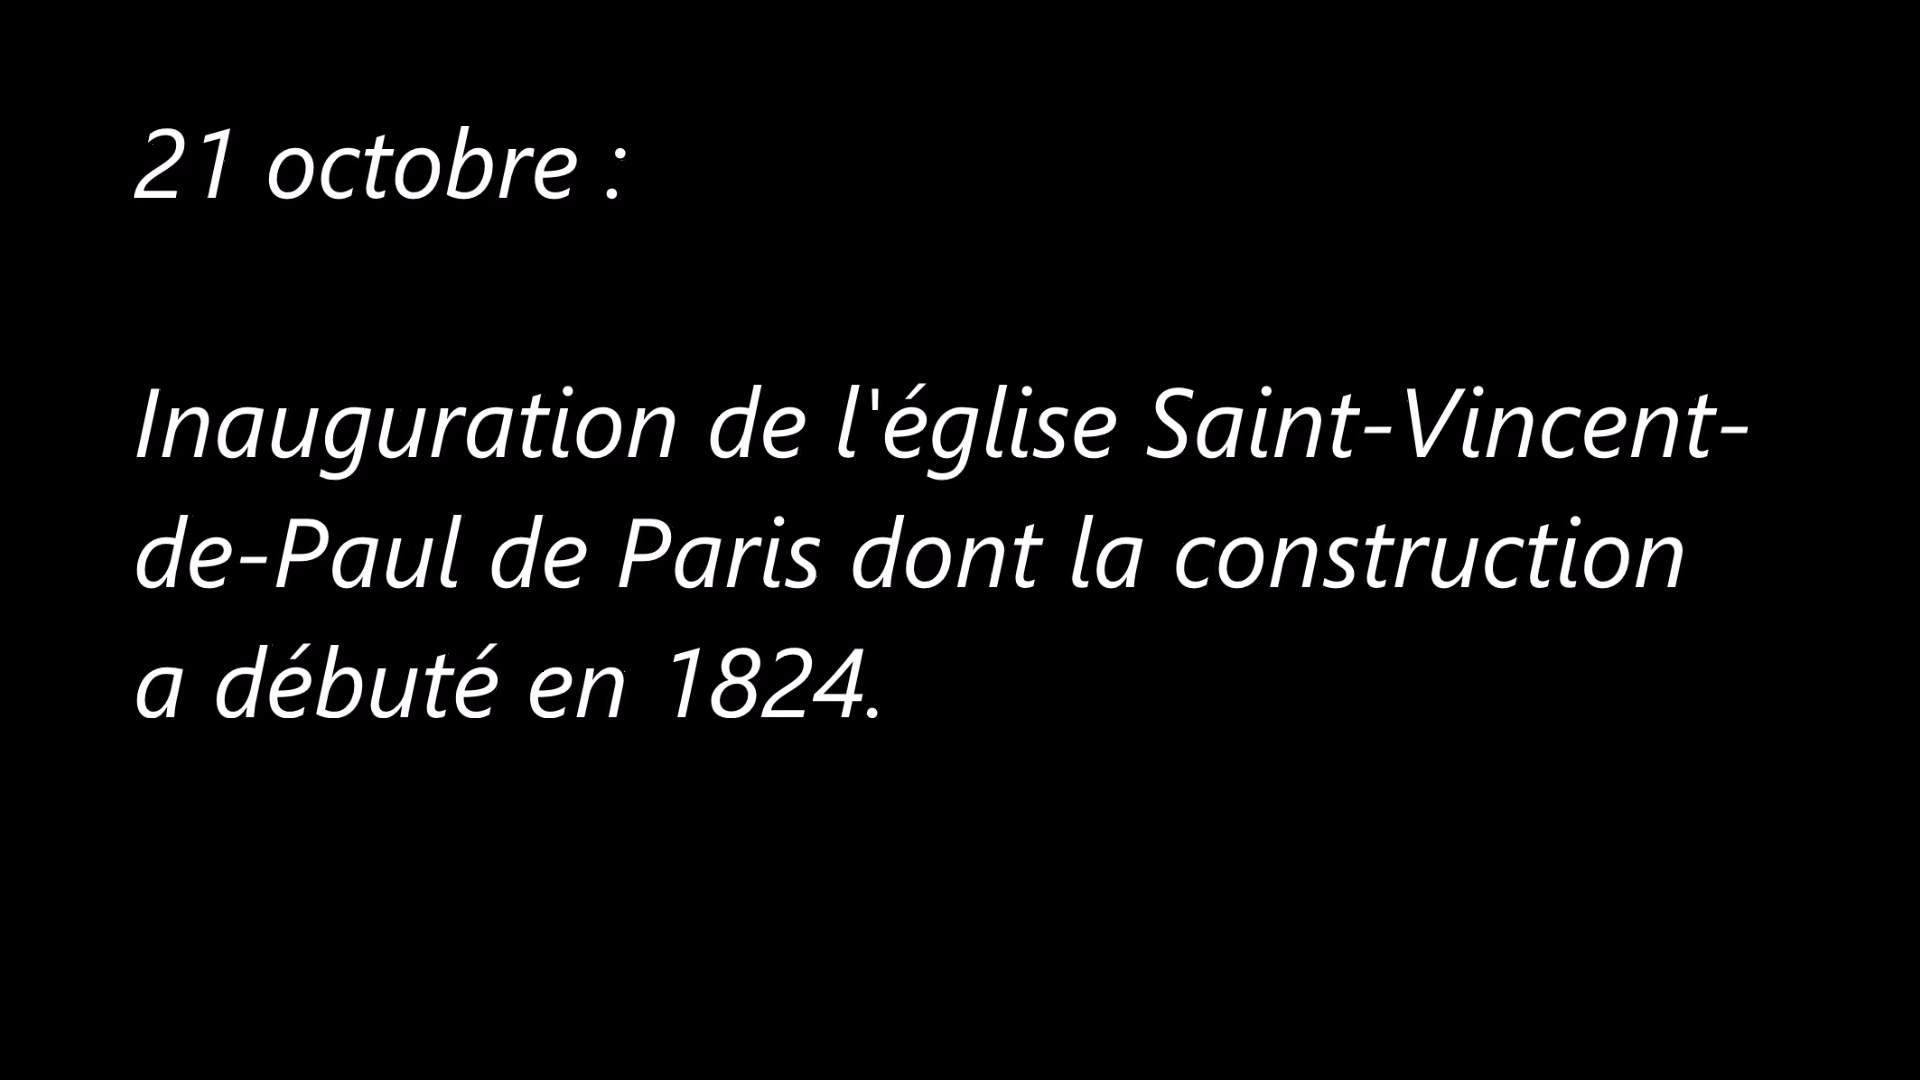 21 octobre :
Inauguration de l'église Saint-Vincent-
de-Paul de Paris dont la construction
a débuté en 1824.